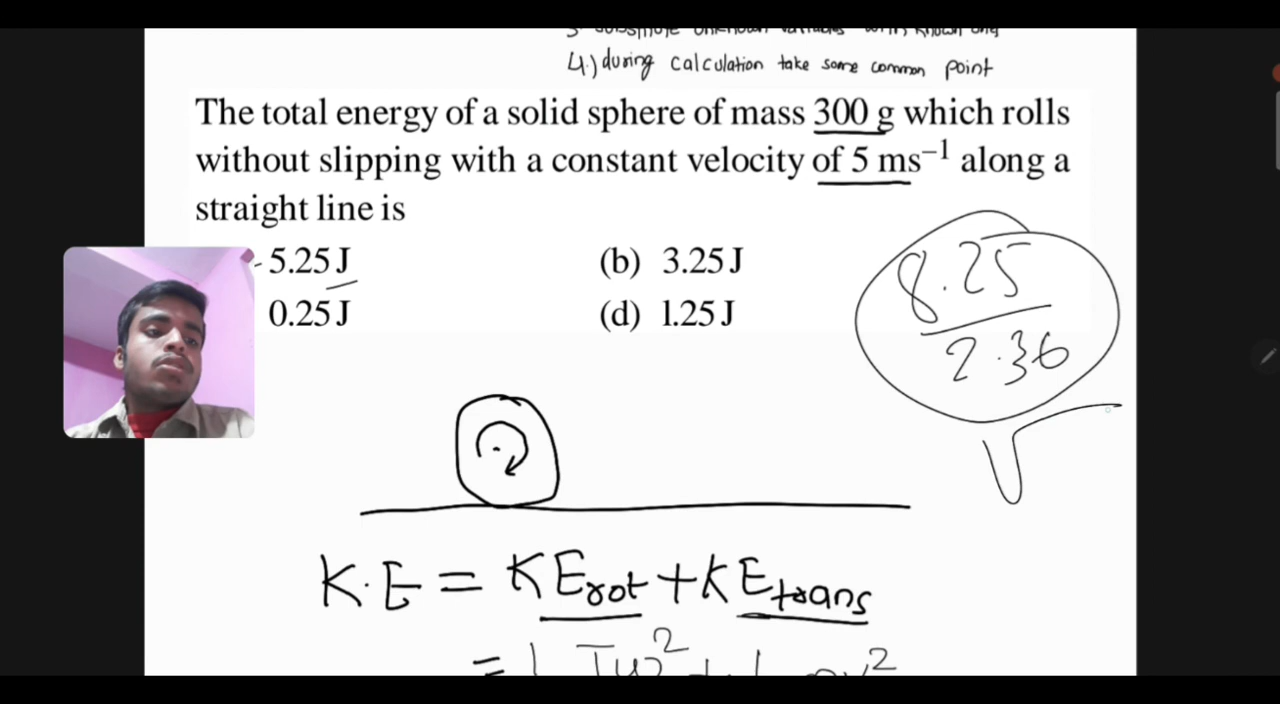 4.) during calculation take some common point
The total energy of a solid sphere of mass 300 g which rolls
without slipping with a constant velocity of 5 ms⁻¹ along a
straight line is
5.25 J (b) 3.25 J
0.25 J (d) 1.25 J
8.25
2.36
K.E = KErot + KEtrans